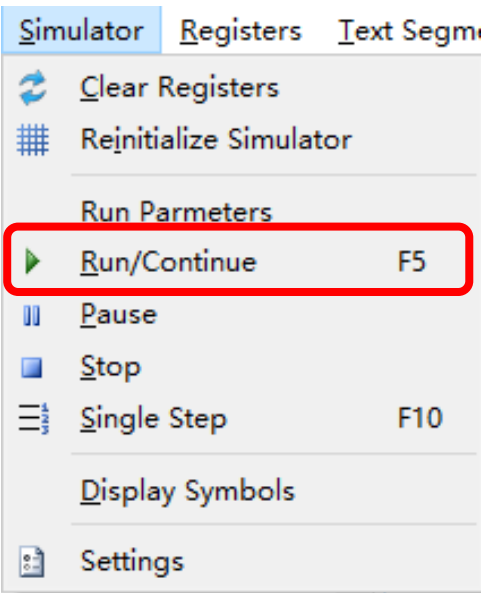 Simulator Registers Text Segm
Clear Registers
Reinitialize Simulator
Run Parmeters
Run/Continue F5
Pause
Stop
Single Step F10
Display Symbols
Settings